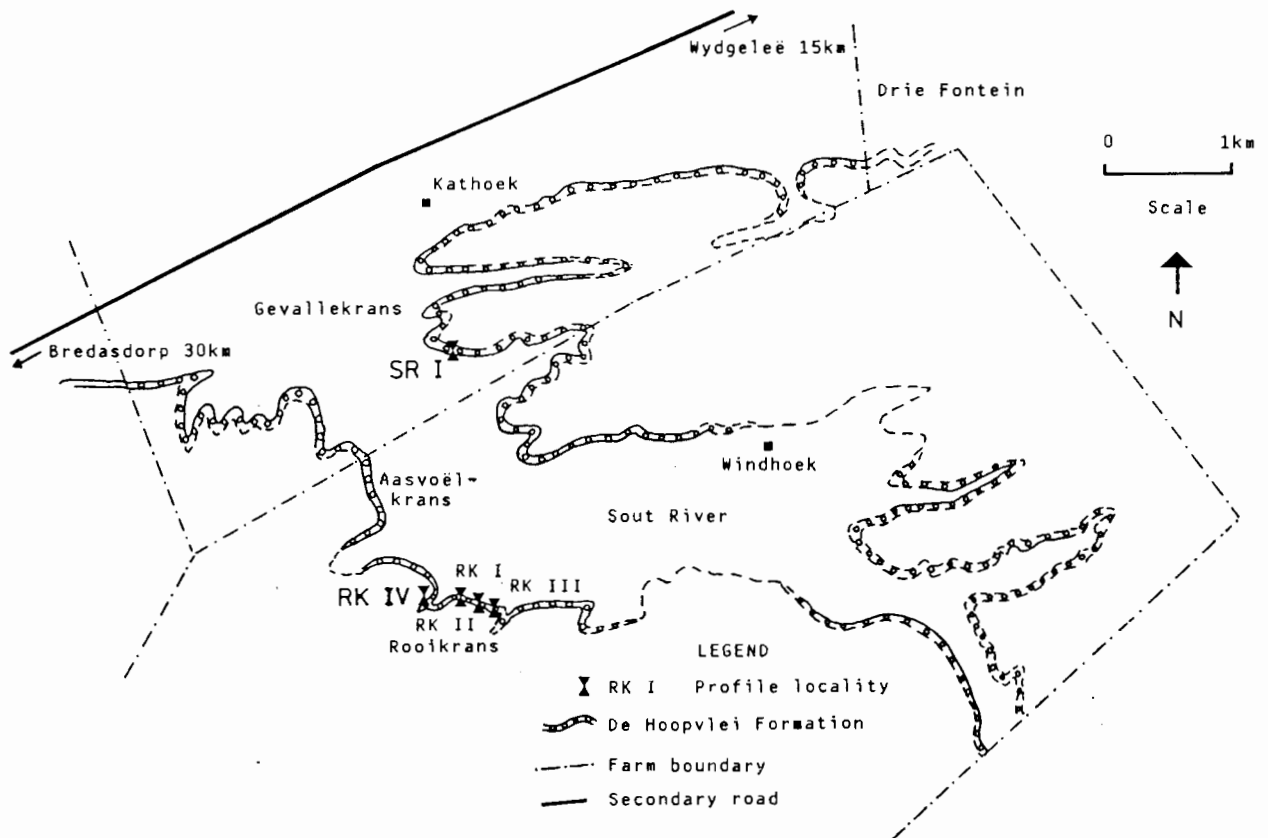 Wydgeleë 15km
Drie Fontein
0 1km
Scale
N
Kathoek
Gevallekrans
Bredasdorp 30km
SR I
Aasvoël-
krans
Windhoek
Sout River
RK I
RK III
RK IV
RK II
Rooikrans
LEGEND
RK I Profile locality
De Hoopvlei Formation
Farm boundary
Secondary road